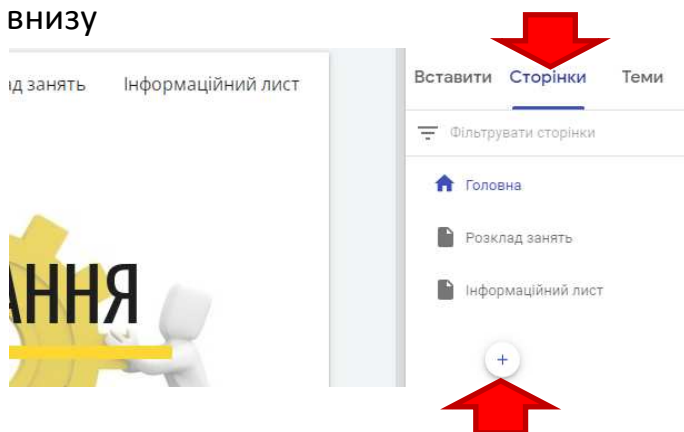 внизу
ад занять Інформаційний лист
Вставити Сторінки Теми
Фільтрувати сторінки
Головна
Розклад занять
Інформаційний лист
АННЯ
+